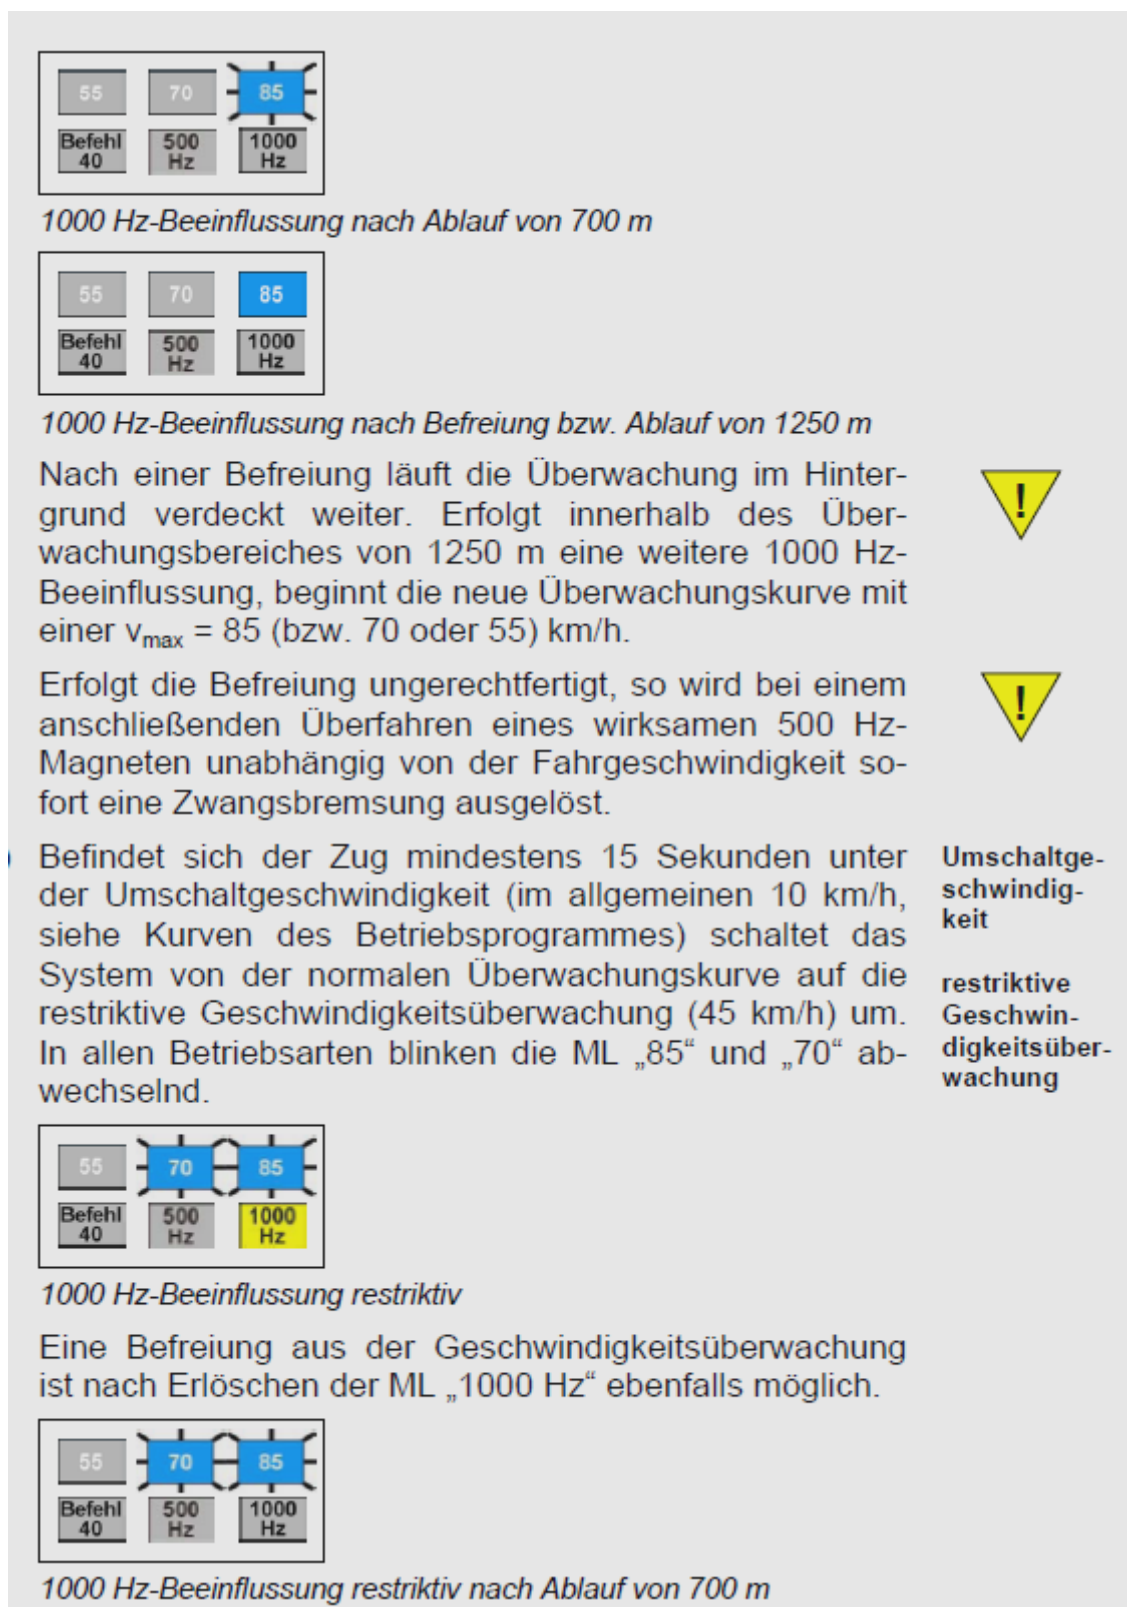 55 70 85
Befehl 500 1000
40 Hz Hz
1000 Hz-Beeinflussung nach Ablauf von 700 m
55 70 85
Befehl 500 1000
40 Hz Hz
1000 Hz-Beeinflussung nach Befreiung bzw. Ablauf von 1250 m
Nach einer Befreiung läuft die Überwachung im Hinter-
grund verdeckt weiter. Erfolgt innerhalb des Über-
wachungsbereiches von 1250 m eine weitere 1000 Hz-
Beeinflussung, beginnt die neue Überwachungskurve mit
einer vmax = 85 (bzw. 70 oder 55) km/h.
!
Erfolgt die Befreiung ungerechtfertigt, so wird bei einem
anschließenden Überfahren eines wirksamen 500 Hz-
Magneten unabhängig von der Fahrgeschwindigkeit so-
fort eine Zwangsbremsung ausgelöst.
!
Befindet sich der Zug mindestens 15 Sekunden unter
der Umschaltgeschwindigkeit (im allgemeinen 10 km/h,
siehe Kurven des Betriebsprogrammes) schaltet das
System von der normalen Überwachungskurve auf die
restriktive Geschwindigkeitsüberwachung (45 km/h) um.
In allen Betriebsarten blinken die ML „85“ und „70“ ab-
wechselnd.
Umschaltge-
schwindig-
keit
restriktive
Geschwin-
digkeitsüber-
wachung
55 70 85
Befehl 500 1000
40 Hz Hz
1000 Hz-Beeinflussung restriktiv
Eine Befreiung aus der Geschwindigkeitsüberwachung
ist nach Erlöschen der ML „1000 Hz“ ebenfalls möglich.
55 70 85
Befehl 500 1000
40 Hz Hz
1000 Hz-Beeinflussung restriktiv nach Ablauf von 700 m